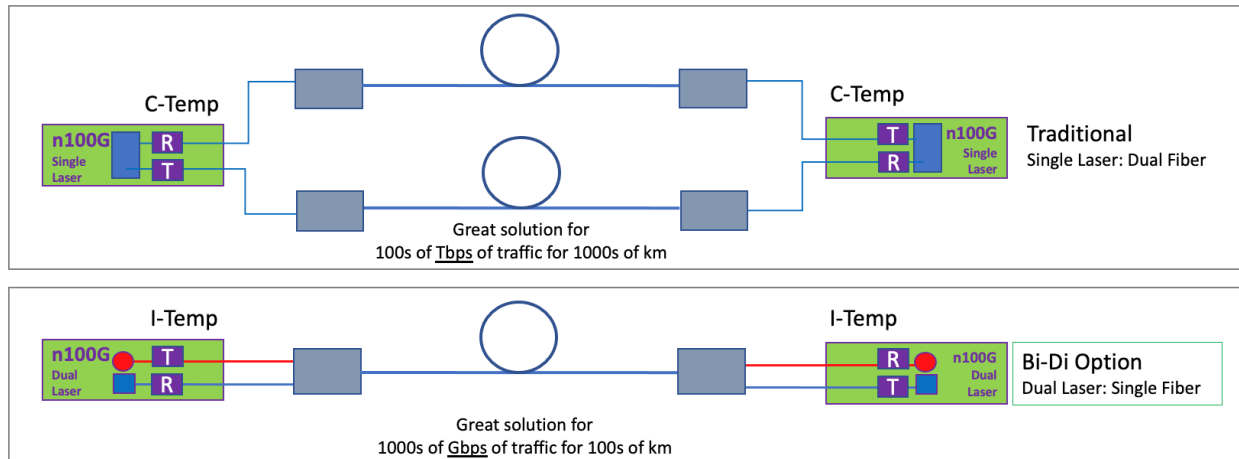 C-Temp
n100G
Single
Laser
R
T
C-Temp
T
R
n100G
Single
Laser
Traditional
Single Laser: Dual Fiber
Great solution for
100s of Tbps of traffic for 1000s of km
I-Temp
n100G
Dual
Laser
T
R
I-Temp
R
T
n100G
Dual
Laser
Bi-Di Option
Dual Laser: Single Fiber
Great solution for
1000s of Gbps of traffic for 100s of km